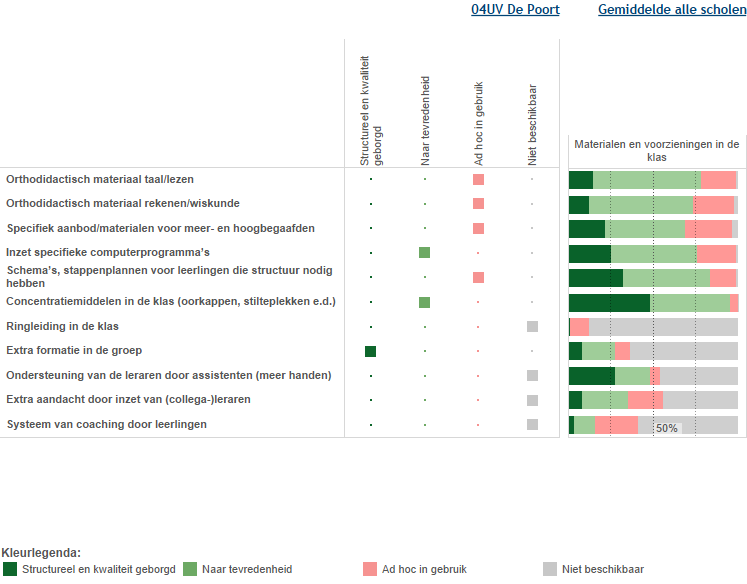 04UV De Poort
Gemiddelde alle scholen
Structureel en kwaliteit
geborgd
Naar tevredenheid
Ad hoc in gebruik
Niet beschikbaar
Materialen en voorzieningen in de
klas
Orthodidactisch materiaal taal/lezen
Orthodidactisch materiaal rekenen/wiskunde
Specifiek aanbod/materialen voor meer- en hoogbegaafden
Inzet specifieke computerprogramma's
Schema's, stappenplannen voor leerlingen die structuur nodig
hebben
Concentratiemiddelen in de klas (oorkappen, stilteplekken e.d.)
Ringleiding in de klas
Extra formatie in de groep
Ondersteuning van de leraren door assistenten (meer handen)
Extra aandacht door inzet van (collega-)leraren
Systeem van coaching door leerlingen
50%
Kleurlegenda:
Structureel en kwaliteit geborgd
Naar tevredenheid
Ad hoc in gebruik
Niet beschikbaar